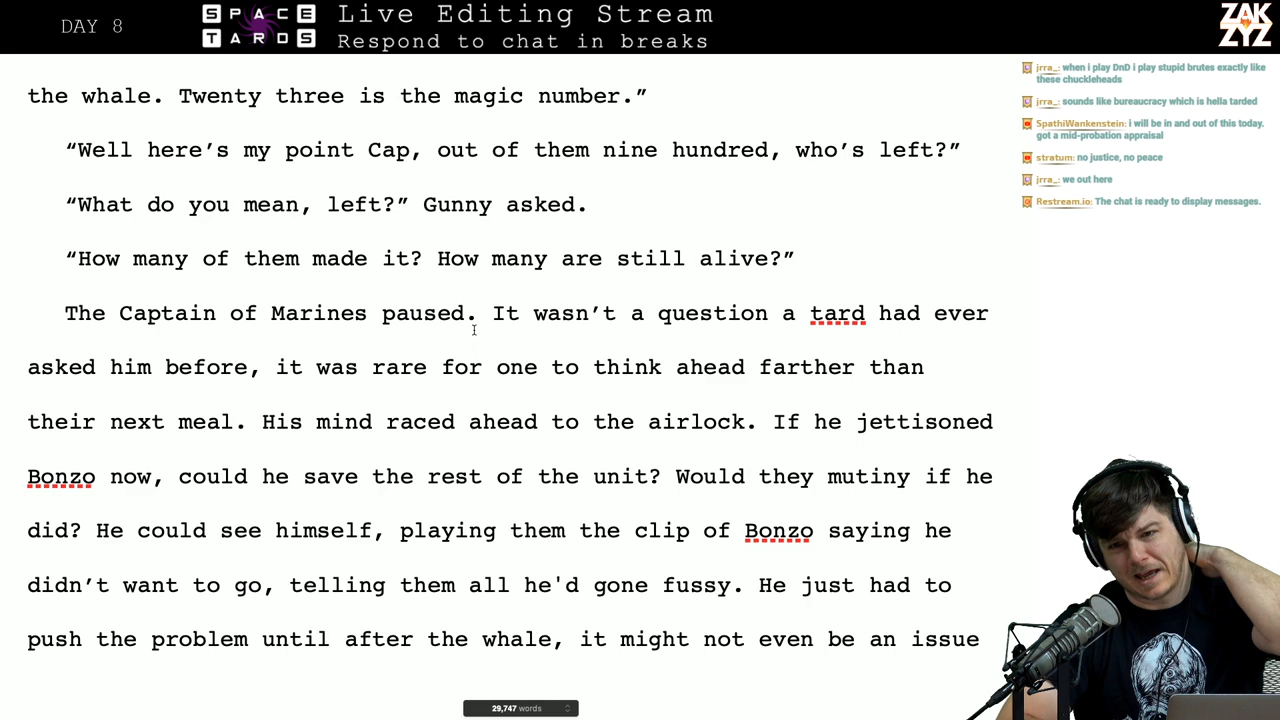 DAY 8
SPACE
TARDS
Live Editing Stream
Respond to chat in breaks
ZAK
ZYZ
the whale. Twenty three is the magic number.”
“Well here’s my point Cap, out of them nine hundred, who’s left?”
“What do you mean, left?” Gunny asked.
“How many of them made it? How many are still alive?”
The Captain of Marines paused. It wasn’t a question a tard had ever
asked him before, it was rare for one to think ahead farther than
their next meal. His mind raced ahead to the airlock. If he jettisoned
Bonzo now, could he save the rest of the unit? Would they mutiny if he
did? He could see himself, playing them the clip of Bonzo saying he
didn’t want to go, telling them all he'd gone fussy. He just had to
push the problem until after the whale, it might not even be an issue
29,747 words
jrra_: when i play DnD i play stupid brutes exactly like
these chuckleheads
jrra_: sounds like bureaucracy which is hella tarded
SpathiWankenstein: i will be in and out of this today.
got a mid-probation appraisal
stratum: no justice, no peace
jrra_: we out here
Restream.io: The chat is ready to display messages.